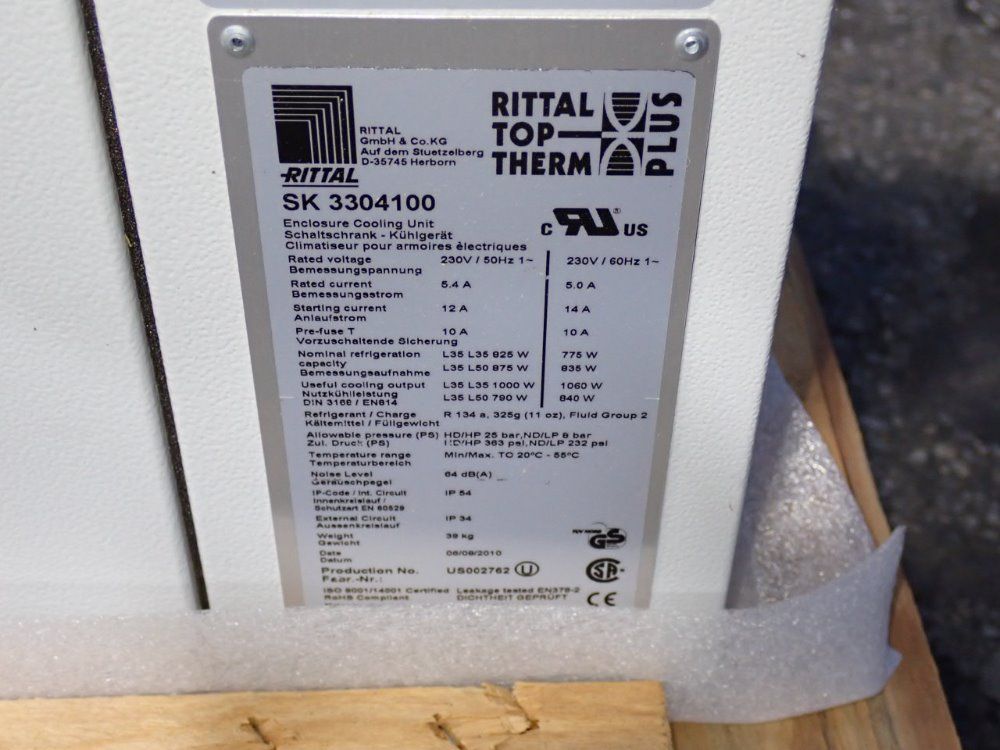 RITTAL
GmbH & Co.KG
Auf dem Stuetzelberg
D-35745 Herborn
RITTAL
RITTAL
TOP
THERM
PLUS
SK 3304100
Enclosure Cooling Unit
Schaltschrank - Kühlgerät
Climatiseur pour armoires èlectriques
c RU US
Rated voltage 230V / 50Hz 1~ 230V / 60Hz 1~
Bemessungspannung
Rated current 5.4 A 5.0 A
Bemessungsstrom
Starting current 12 A 14 A
Anlaufstrom
Pre-fuse T 10 A 10 A
Vorzuschaltende Sicherung
Nominal refrigeration L35 L35 825 W 775 W
capacity L35 L50 875 W 835 W
Bemessungaufnahme
Useful cooling output L35 L35 1000 W 1060 W
Nutzkühlleistung L35 L50 790 W 840 W
DIN 3168 / EN814
Refrigerant / Charge R 134 a, 325g (11 oz), Fluid Group 2
Kältemittel / Füllgewicht
Allowable pressure (PS) HD/HP 25 bar,ND/LP 8 bar
Zul. Druck (PS) HD/HP 363 psi,ND/LP 232 psi
Temperature range Min/Max. TC 20°C - 55°C
Temperaturbereich
Noise Level 64 dB(A)
Geräuschpegel
IP-Code / Int. Circuit IP 54
Innenkreislauf /
Schutzart EN 60529
External Circuit IP 34
Aussenkreislauf
Weight 39 kg
Gewicht
Date 06/08/2010
Datum
Production No. US002762 U
GS
SA
ISO 9001/14001 Certified Leakage tested EN378-2
RoHS Compliant DICHTHEIT GEPRÜFT CE